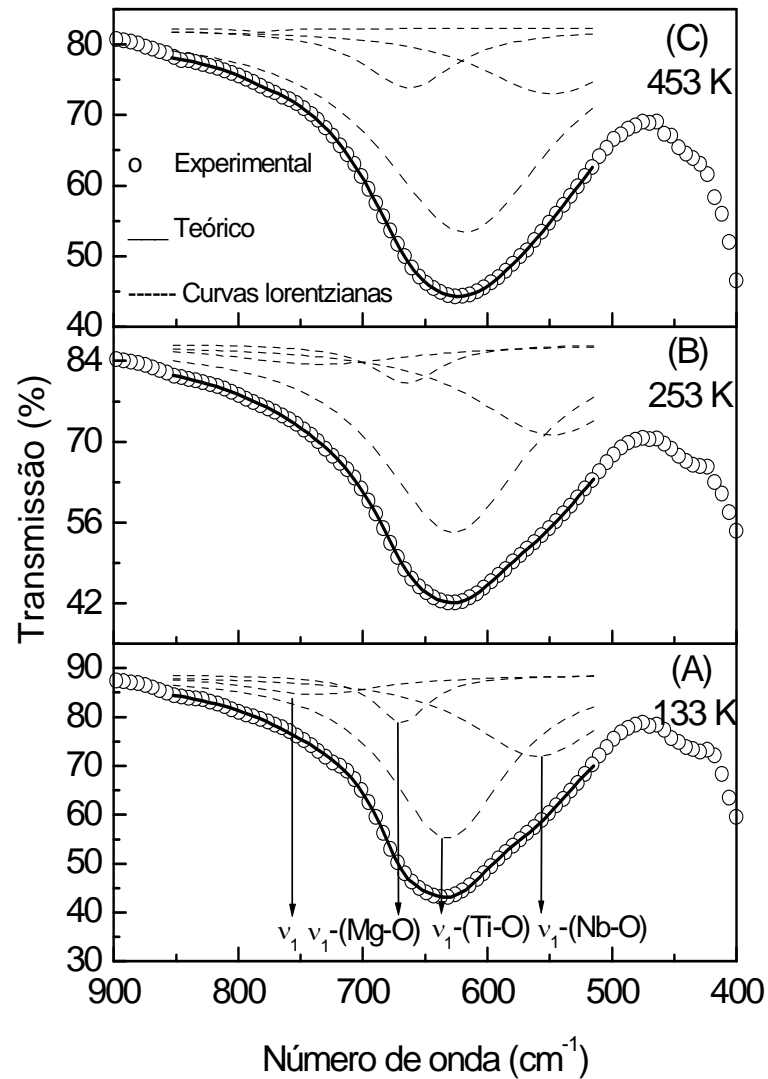 Transmissão (%)
80
70
60
50
40
(C)
453 K
o Experimental
Teórico
Curvas lorentzianas
84
70
56
42
(B)
253 K
90
80
70
60
50
40
30
(A)
133 K
ν₁ ν₁-(Mg-O) ν₁-(Ti-O) ν₁-(Nb-O)
900 800 700 600 500 400
Número de onda (cm⁻¹)